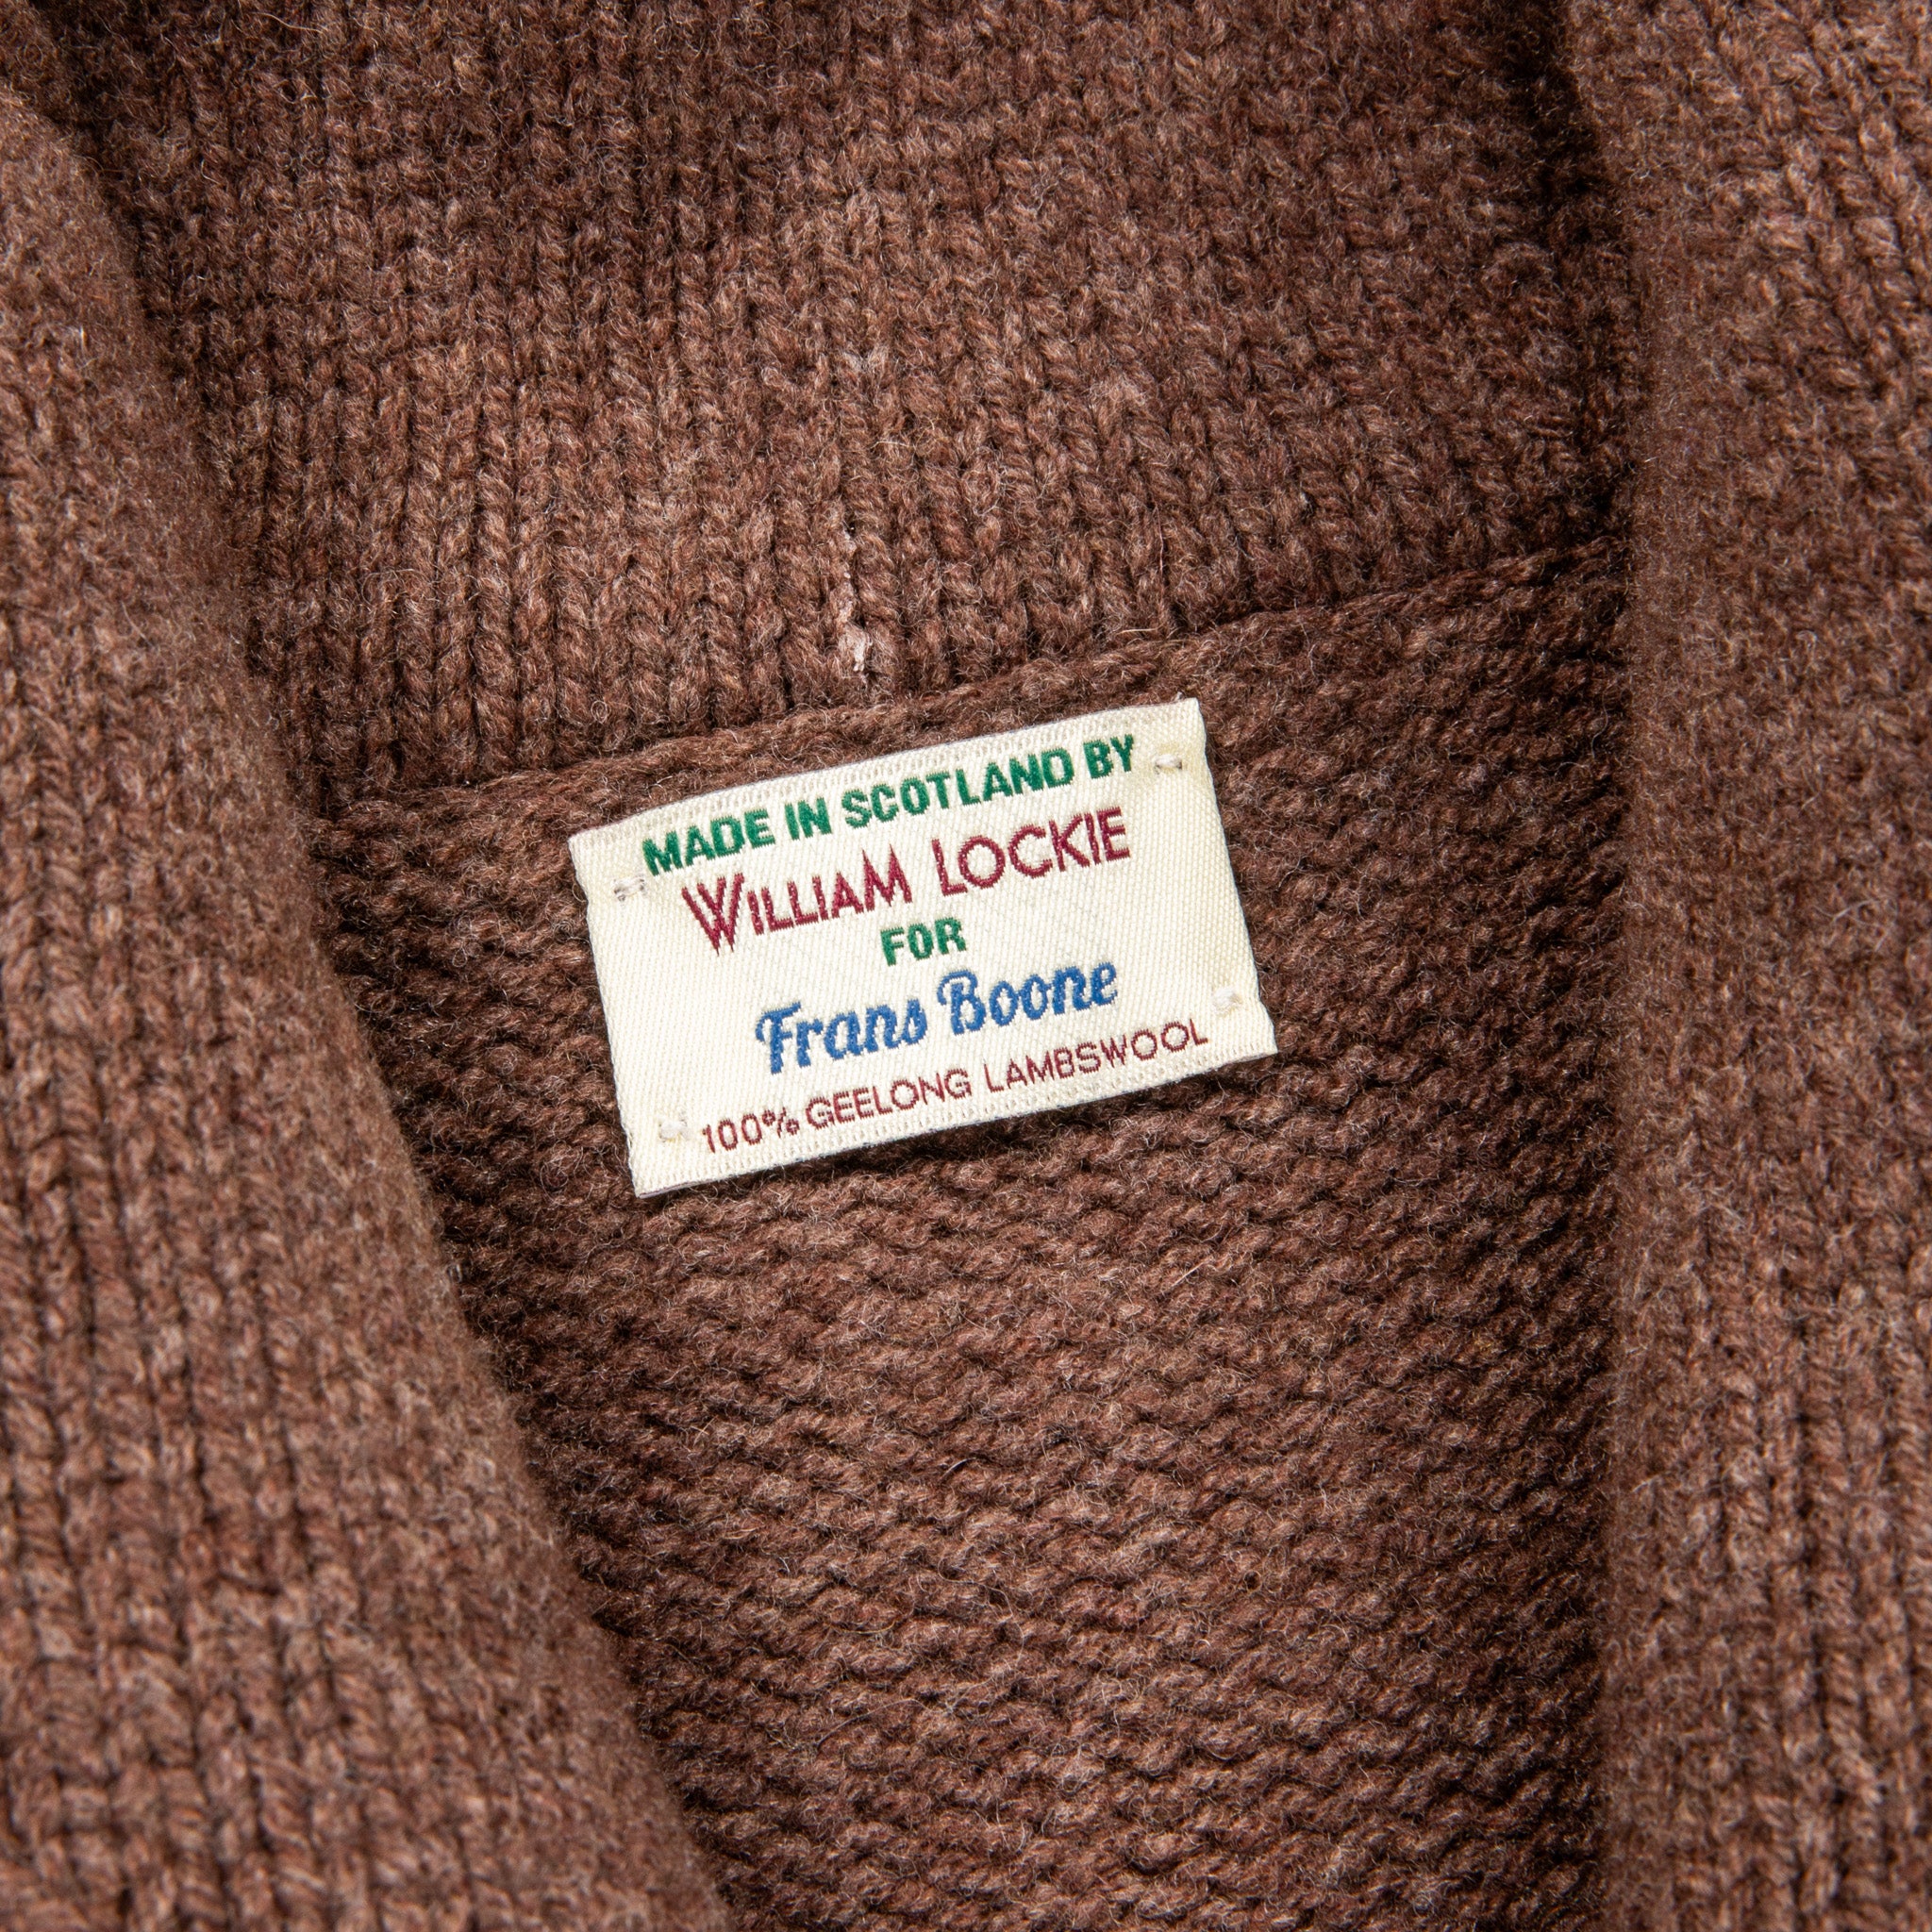 MADE IN SCOTLAND BY
WILLIAM LOCKIE
FOR
Frans Boone
100% GEELONG LAMBSWOOL